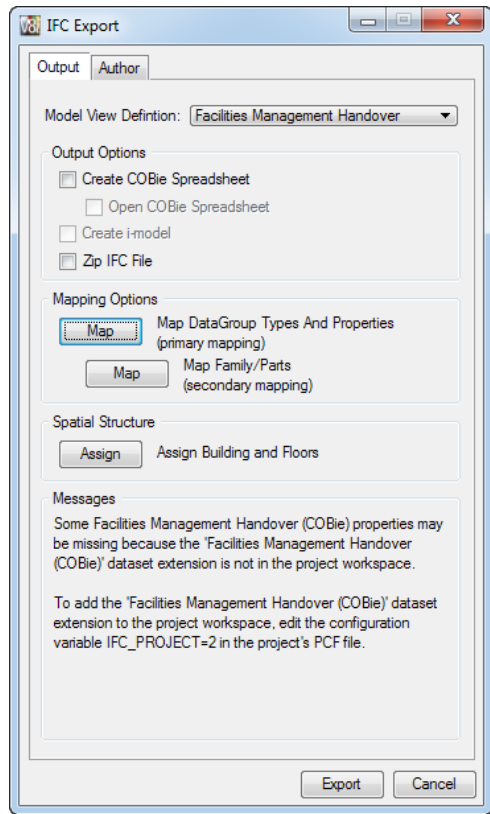 V8i IFC Export
Output Author
Model View Defintion: Facilities Management Handover
Output Options
Create COBie Spreadsheet
Open COBie Spreadsheet
Create i-model
Zip IFC File
Mapping Options
Map Map DataGroup Types And Properties
(primary mapping)
Map Map Family/Parts
(secondary mapping)
Spatial Structure
Assign Assign Building and Floors
Messages
Some Facilities Management Handover (COBie) properties may
be missing because the 'Facilities Management Handover
(COBie)' dataset extension is not in the project workspace.
To add the 'Facilities Management Handover (COBie)' dataset
extension to the project workspace, edit the configuration
variable IFC_PROJECT=2 in the project's PCF file.
Export Cancel